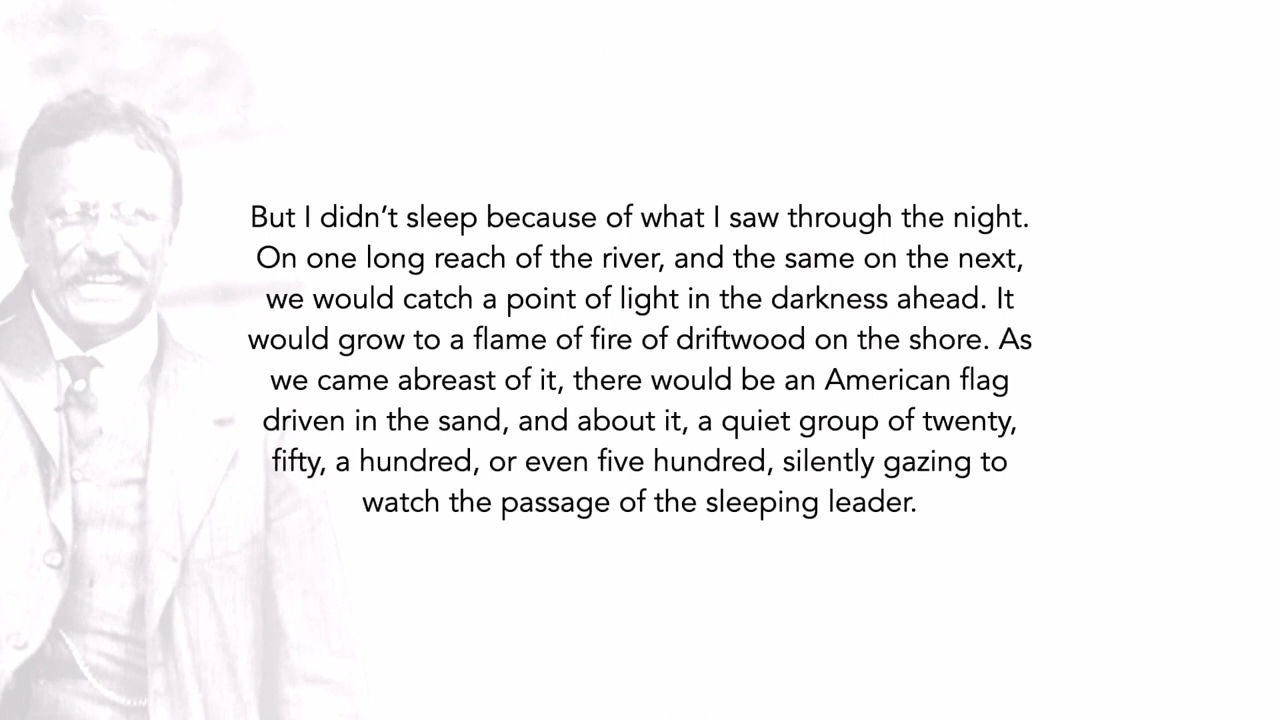 But I didn’t sleep because of what I saw through the night.
On one long reach of the river, and the same on the next,
we would catch a point of light in the darkness ahead. It
would grow to a flame of fire of driftwood on the shore. As
we came abreast of it, there would be an American flag
driven in the sand, and about it, a quiet group of twenty,
fifty, a hundred, or even five hundred, silently gazing to
watch the passage of the sleeping leader.